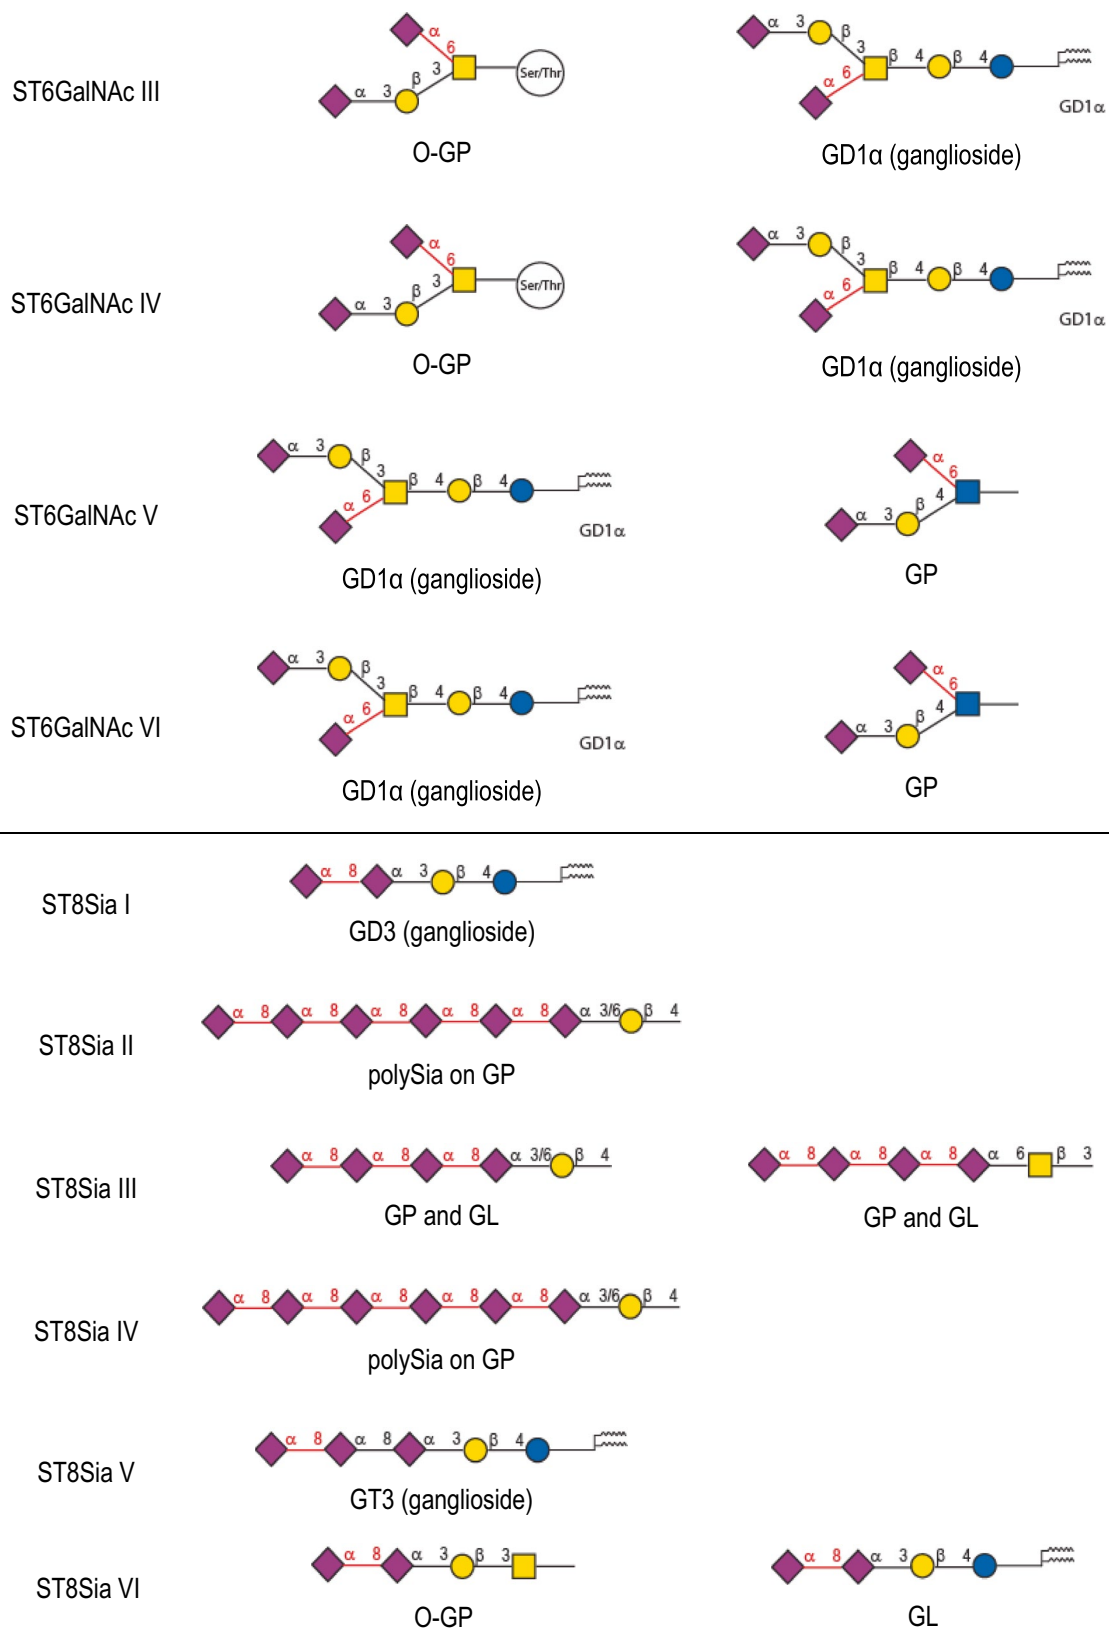 ST6GalNAc III
α 6 α 3 β 3 Ser/Thr
O-GP
α 3 β 3 α 6 β 4 β 4
GD1α
GD1α (ganglioside)
ST6GalNAc IV
α 6 α 3 β 3 Ser/Thr
O-GP
α 3 β 3 α 6 β 4 β 4
GD1α
GD1α (ganglioside)
ST6GalNAc V
α 3 β 3 α 6 β 4 β 4
GD1α
GD1α (ganglioside)
α 6 α 3 β 4
GP
ST6GalNAc VI
α 3 β 3 α 6 β 4 β 4
GD1α
GD1α (ganglioside)
α 6 α 3 β 4
GP
ST8Sia I
α 8 α 3 β 4
GD3 (ganglioside)
ST8Sia II
α 8 α 8 α 8 α 8 α 8 α 3/6 β 4
polySia on GP
ST8Sia III
α 8 α 8 α 8 α 3/6 β 4
GP and GL
α 8 α 8 α 8 α 6 β 3
GP and GL
ST8Sia IV
α 8 α 8 α 8 α 8 α 8 α 3/6 β 4
polySia on GP
ST8Sia V
α 8 α 8 α 3 β 4
GT3 (ganglioside)
ST8Sia VI
α 8 α 3 β 3
O-GP
α 8 α 3 β 4
GL